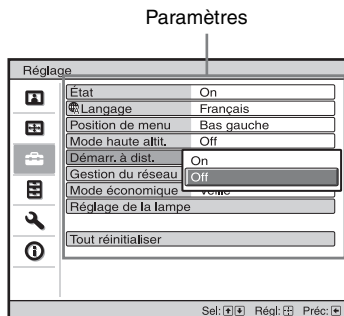 Paramètres
Réglage
État On
Langage Français
Position de menu Bas gauche
Mode haute altit. Off
Démarr. à dist. On
Gestion du réseau Off
Mode économique Veille
Réglage de la lampe
Tout réinitialiser
Sel: Régl: Préc: